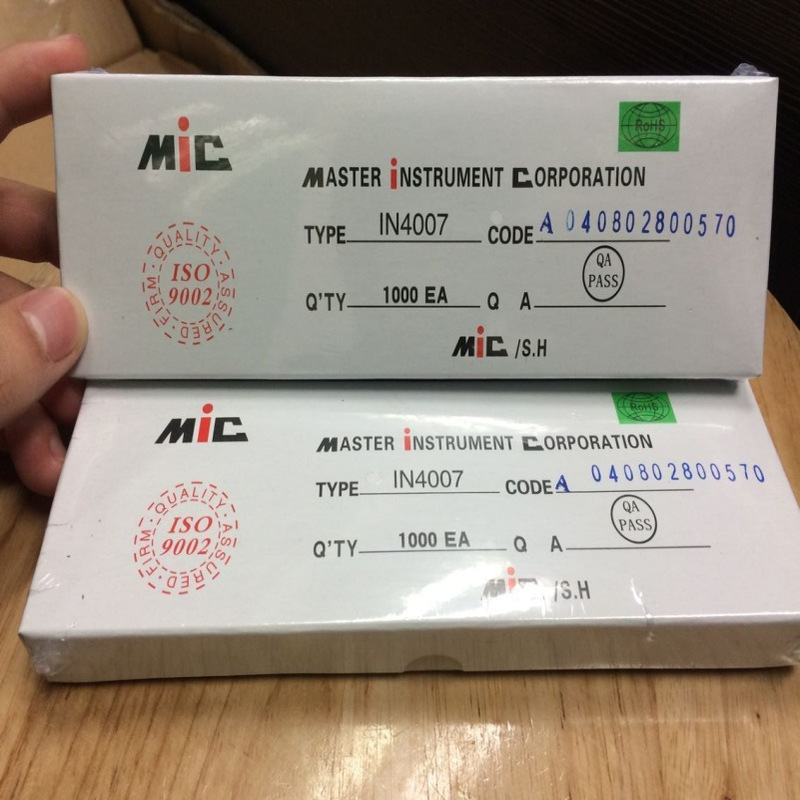 MiC
RoHS
MASTER iNSTRUMENT CORPORATION
TYPE IN4007 CODE A 040802800570
QUALITY · ASSURED · FIRM ·
ISO
9002
QA
PASS
Q'TY 1000 EA Q A
MiC /S.H
MiC
RoHS
MASTER iNSTRUMENT CORPORATION
TYPE IN4007 CODE A 040802800570
QUALITY · ASSURED · FIRM ·
ISO
9002
QA
PASS
Q'TY 1000 EA Q A
MiC /S.H